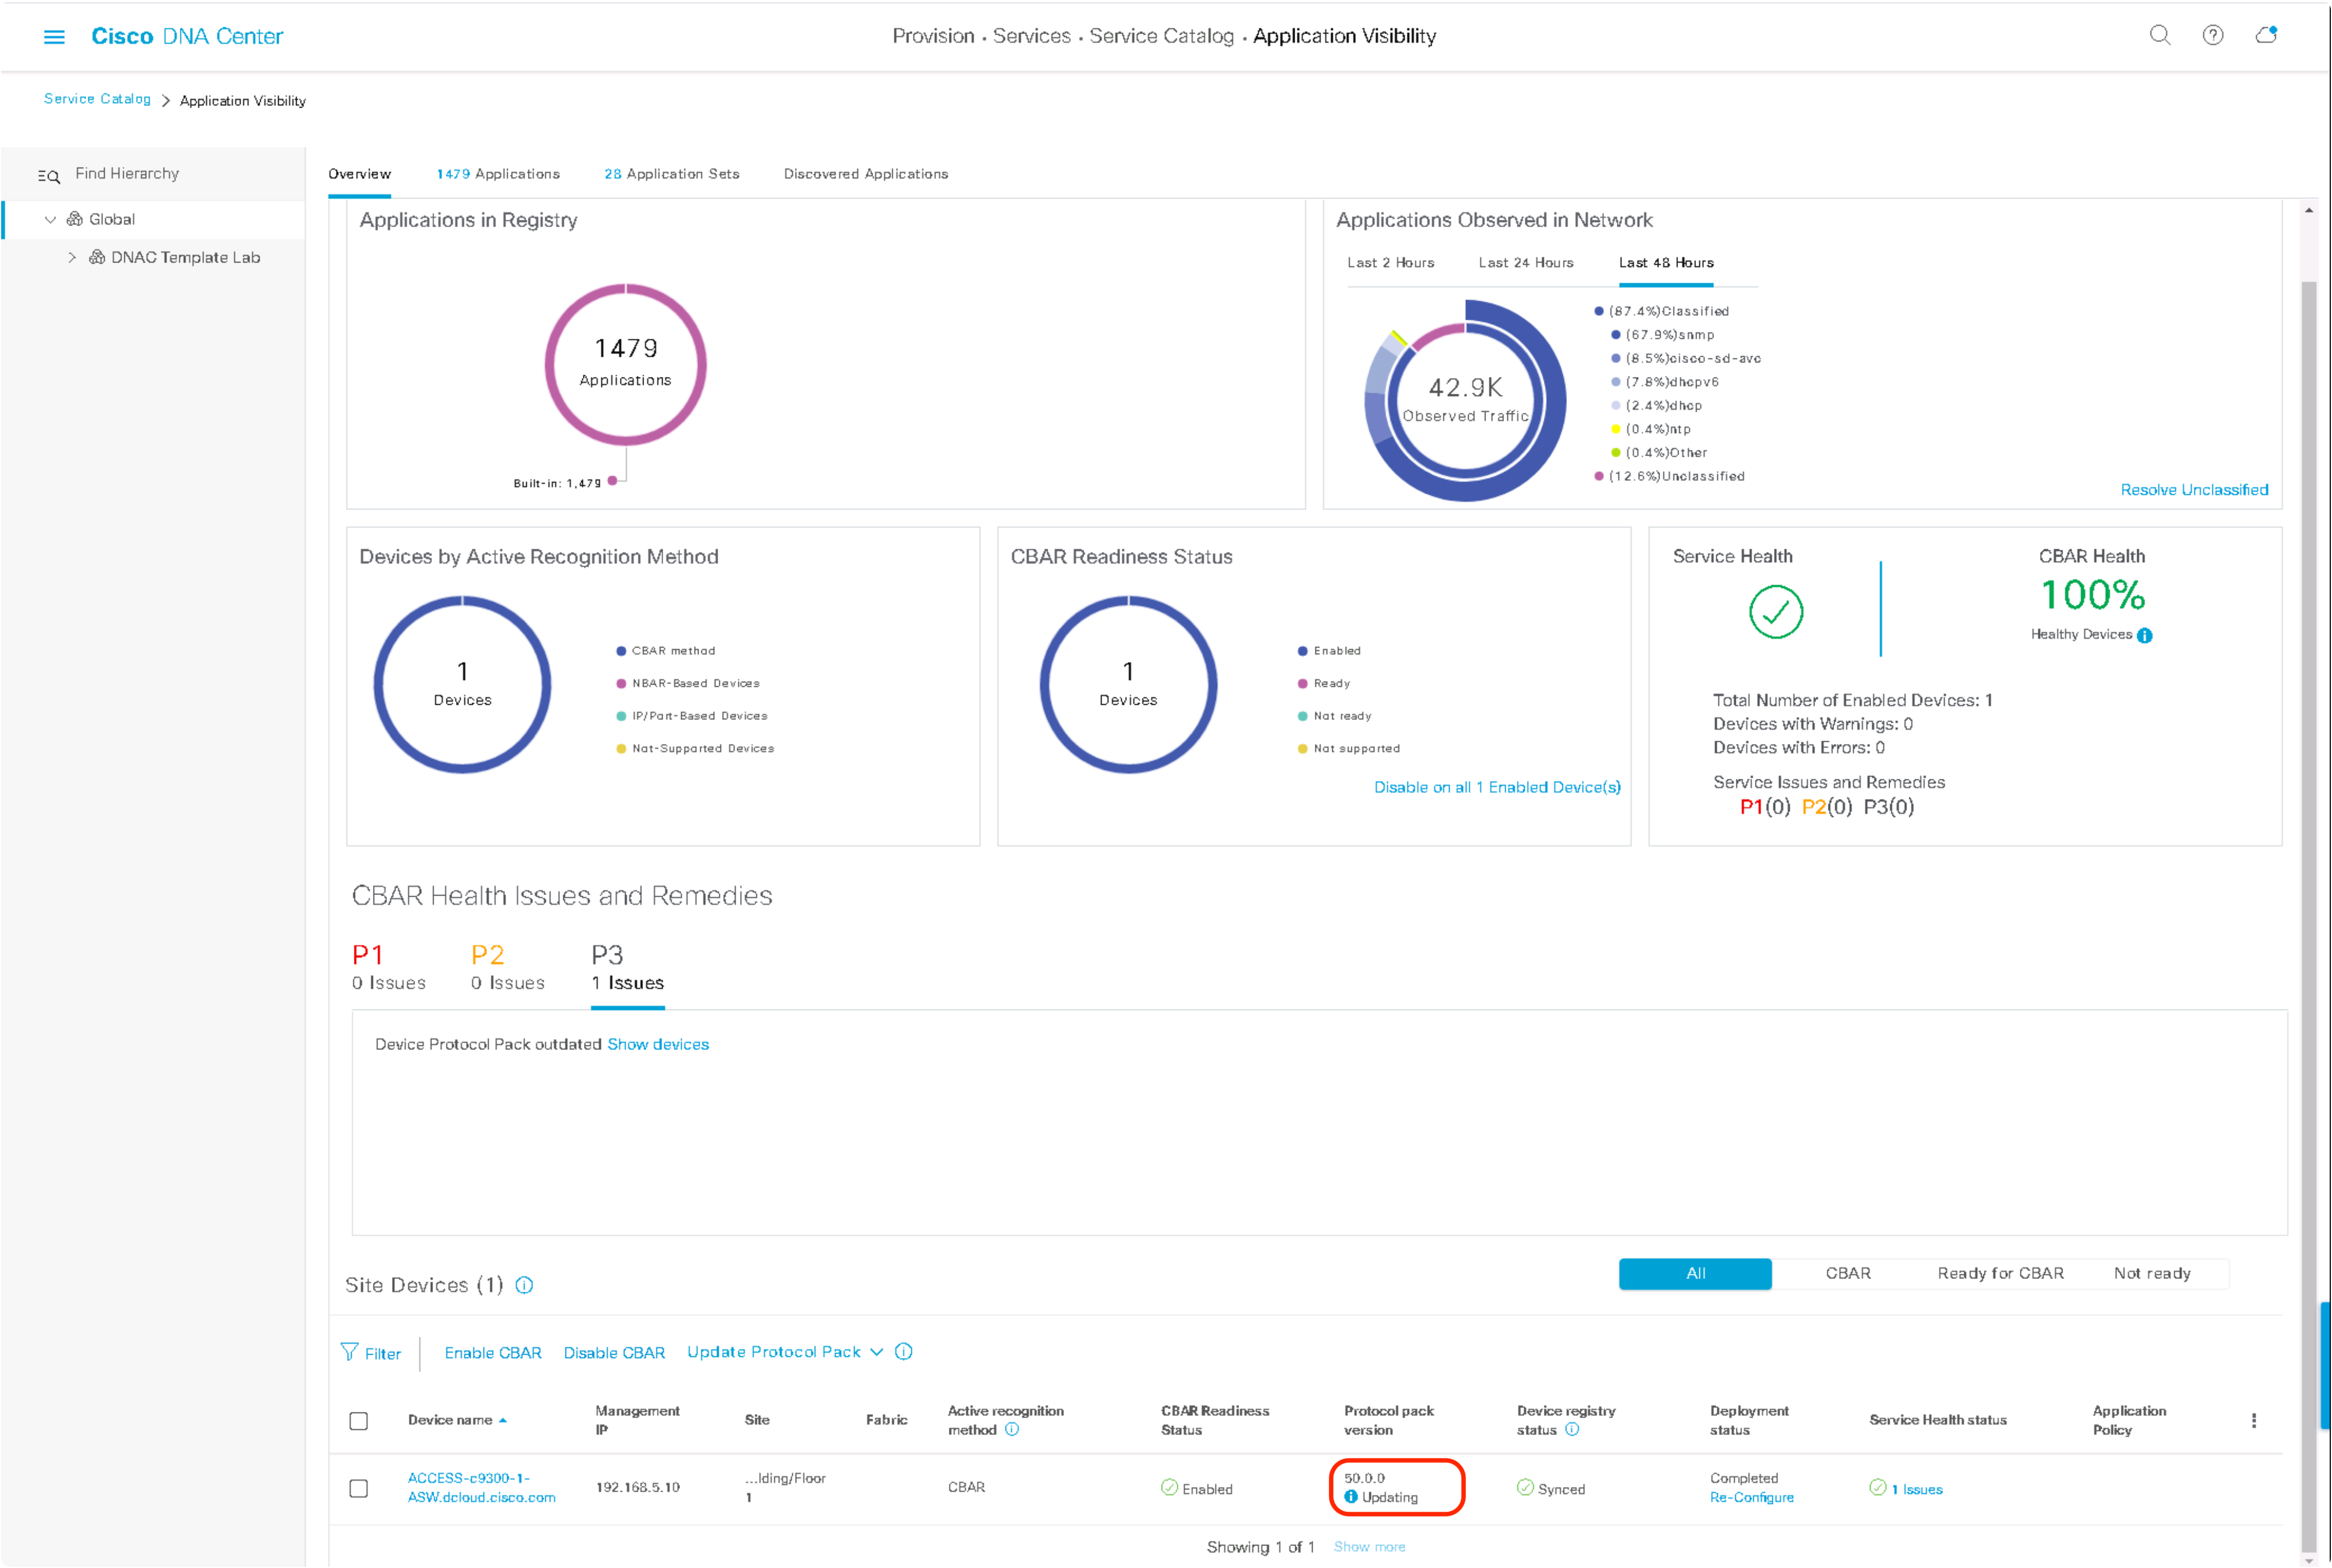 Cisco DNA Center
Provision • Services • Service Catalog • Application Visibility
Service Catalog > Application Visibility
Find Hierarchy
Global
DNAC Template Lab
Overview 1479 Applications 28 Application Sets Discovered Applications
Applications in Registry
1479
Applications
Built-in: 1,479
Applications Observed in Network
Last 2 Hours Last 24 Hours Last 48 Hours
42.9K
Observed Traffic
(87.4%)Classified
(67.9%)snmp
(8.5%)cisco-sd-avc
(7.8%)dhcpv6
(2.4%)dhcp
(0.4%)ntp
(0.4%)Other
(12.6%)Unclassified
Resolve Unclassified
Devices by Active Recognition Method
1
Devices
CBAR method
NBAR-Based Devices
IP/Port-Based Devices
Not-Supported Devices
CBAR Readiness Status
1
Devices
Enabled
Ready
Not ready
Not supported
Disable on all 1 Enabled Device(s)
Service Health
CBAR Health
100%
Healthy Devices
Total Number of Enabled Devices: 1
Devices with Warnings: 0
Devices with Errors: 0
Service Issues and Remedies
P1(0) P2(0) P3(0)
CBAR Health Issues and Remedies
P1 P2 P3
0 Issues 0 Issues 1 Issues
Device Protocol Pack outdated Show devices
Site Devices (1)
All CBAR Ready for CBAR Not ready
Filter Enable CBAR Disable CBAR Update Protocol Pack
Device name
Management
IP
Site
Fabric
Active recognition
method
CBAR Readiness
Status
Protocol pack
version
Device registry
status
Deployment
status
Service Health status
Application
Policy
ACCESS-c9300-1-
ASW.dcloud.cisco.com
192.168.5.10
...lding/Floor
1
CBAR
Enabled
50.0.0
Updating
Synced
Completed
Re-Configure
1 Issues
Showing 1 of 1 Show more